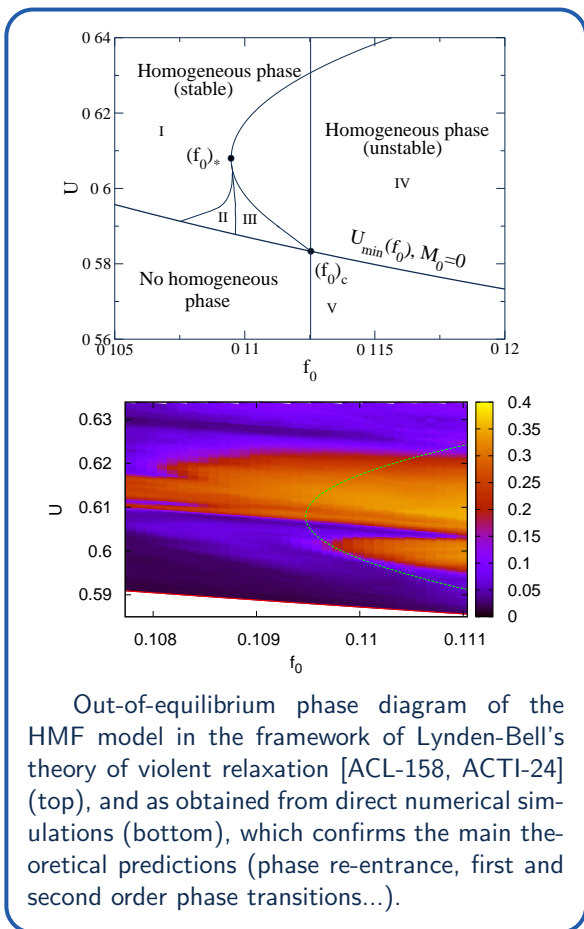 0 64
Homogeneous phase
(stable)
0 62
I
Homogeneous phase
(unstable)
(f0)*
U
0 6
IV
II
III
Umin(f0), M0=0
0 58
(f0)c
No homogeneous
phase
V
0 56
0 105
0 11
0 115
0 12
f0
0.4
0.63
0.35
0.62
0.3
0.25
U
0.61
0.2
0.6
0.15
0.1
0.59
0.05
0
0.108
0.109
0.11
0.111
f0
Out-of-equilibrium phase diagram of the
HMF model in the framework of Lynden-Bell's
theory of violent relaxation [ACL-158, ACTI-24]
(top), and as obtained from direct numerical sim-
ulations (bottom), which confirms the main the-
oretical predictions (phase re-entrance, first and
second order phase transitions...).